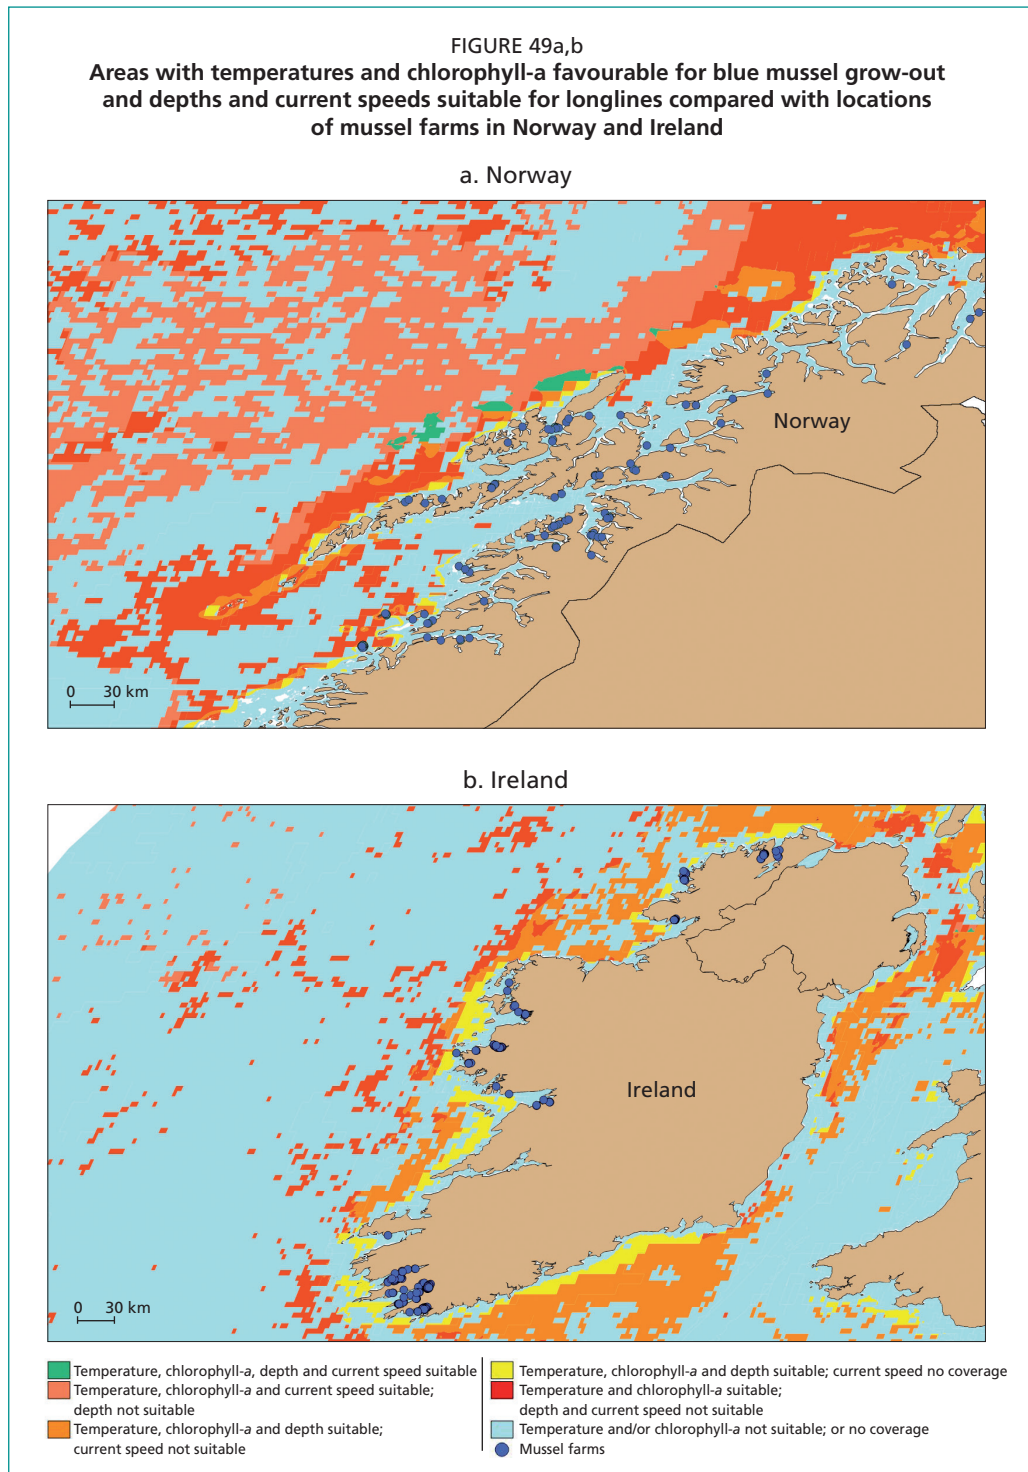 FIGURE 49a,b
Areas with temperatures and chlorophyll-a favourable for blue mussel grow-out
and depths and current speeds suitable for longlines compared with locations
of mussel farms in Norway and Ireland
a. Norway
Norway
0 30 km
b. Ireland
Ireland
0 30 km
Temperature, chlorophyll-a, depth and current speed suitable
Temperature, chlorophyll-a and current speed suitable;
depth not suitable
Temperature, chlorophyll-a and depth suitable;
current speed not suitable
Temperature, chlorophyll-a and depth suitable; current speed no coverage
Temperature and chlorophyll-a suitable;
depth and current speed not suitable
Temperature and/or chlorophyll-a not suitable; or no coverage
Mussel farms